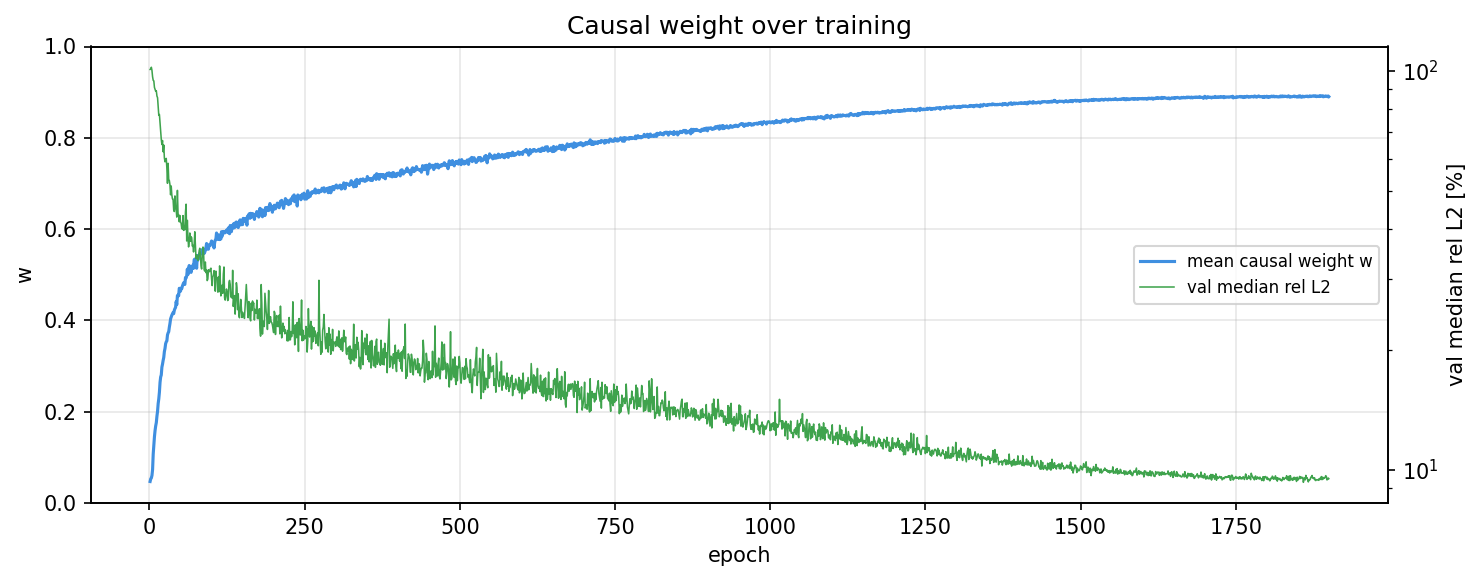 Causal weight over training
1.0
0.8
0.6
0.4
0.2
0.0
w
0
250
500
750
1000
1250
1500
1750
epoch
10²
10¹
val median rel L2 [%]
mean causal weight w
val median rel L2